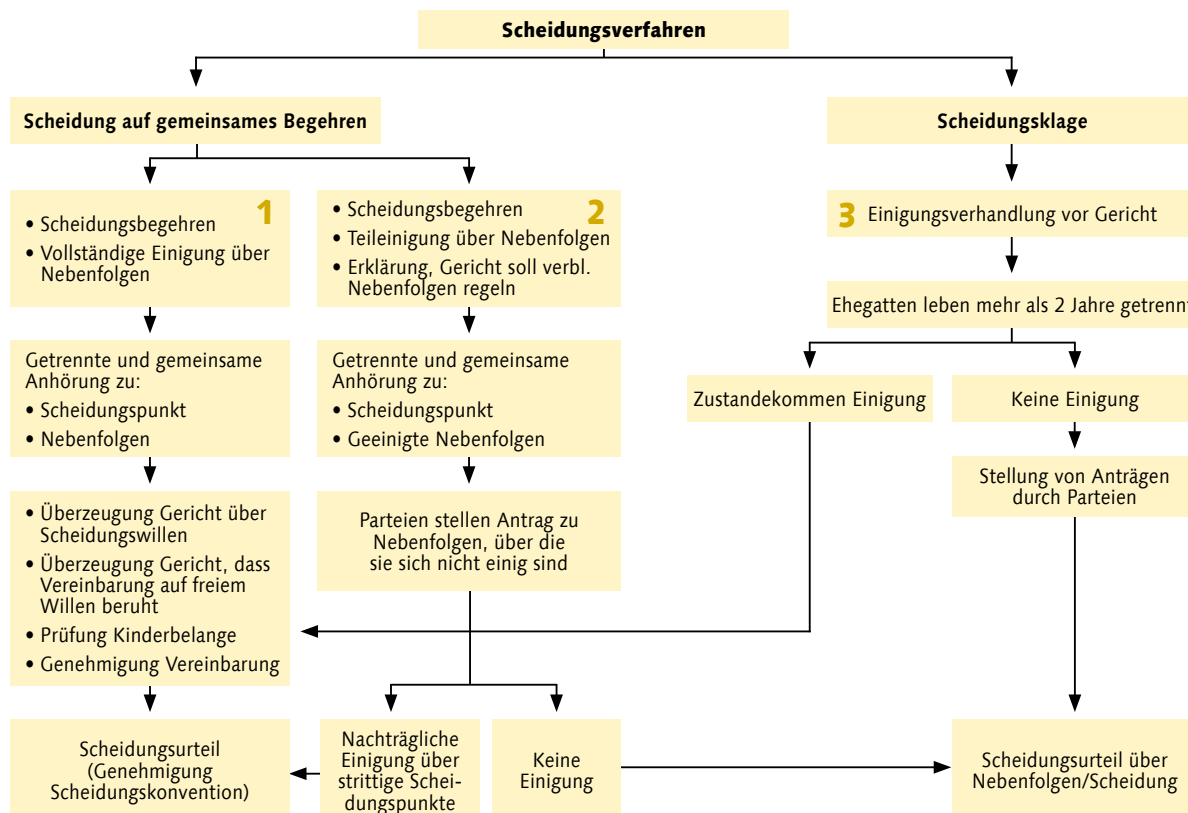 Scheidungsverfahren
Scheidung auf gemeinsames Begehren
Scheidungsklage
1
• Scheidungsbegehren
• Vollständige Einigung über
Nebenfolgen
2
• Scheidungsbegehren
• Teileinigung über Nebenfolgen
• Erklärung, Gericht soll verbl.
Nebenfolgen regeln
3 Einigungsverhandlung vor Gericht
Ehegatten leben mehr als 2 Jahre getrennt
Getrennte und gemeinsame
Anhörung zu:
• Scheidungspunkt
• Nebenfolgen
Getrennte und gemeinsame
Anhörung zu:
• Scheidungspunkt
• Geeinigte Nebenfolgen
Zustandekommen Einigung
Keine Einigung
Stellung von Anträgen
durch Parteien
• Überzeugung Gericht über
Scheidungswillen
• Überzeugung Gericht, dass
Vereinbarung auf freiem
Willen beruht
• Prüfung Kinderbelange
• Genehmigung Vereinbarung
Parteien stellen Antrag zu
Nebenfolgen, über die
sie sich nicht einig sind
Scheidungsurteil
(Genehmigung
Scheidungskonvention)
Nachträgliche
Einigung über
strittige Schei-
dungspunkte
Keine
Einigung
Scheidungsurteil über
Nebenfolgen/Scheidung